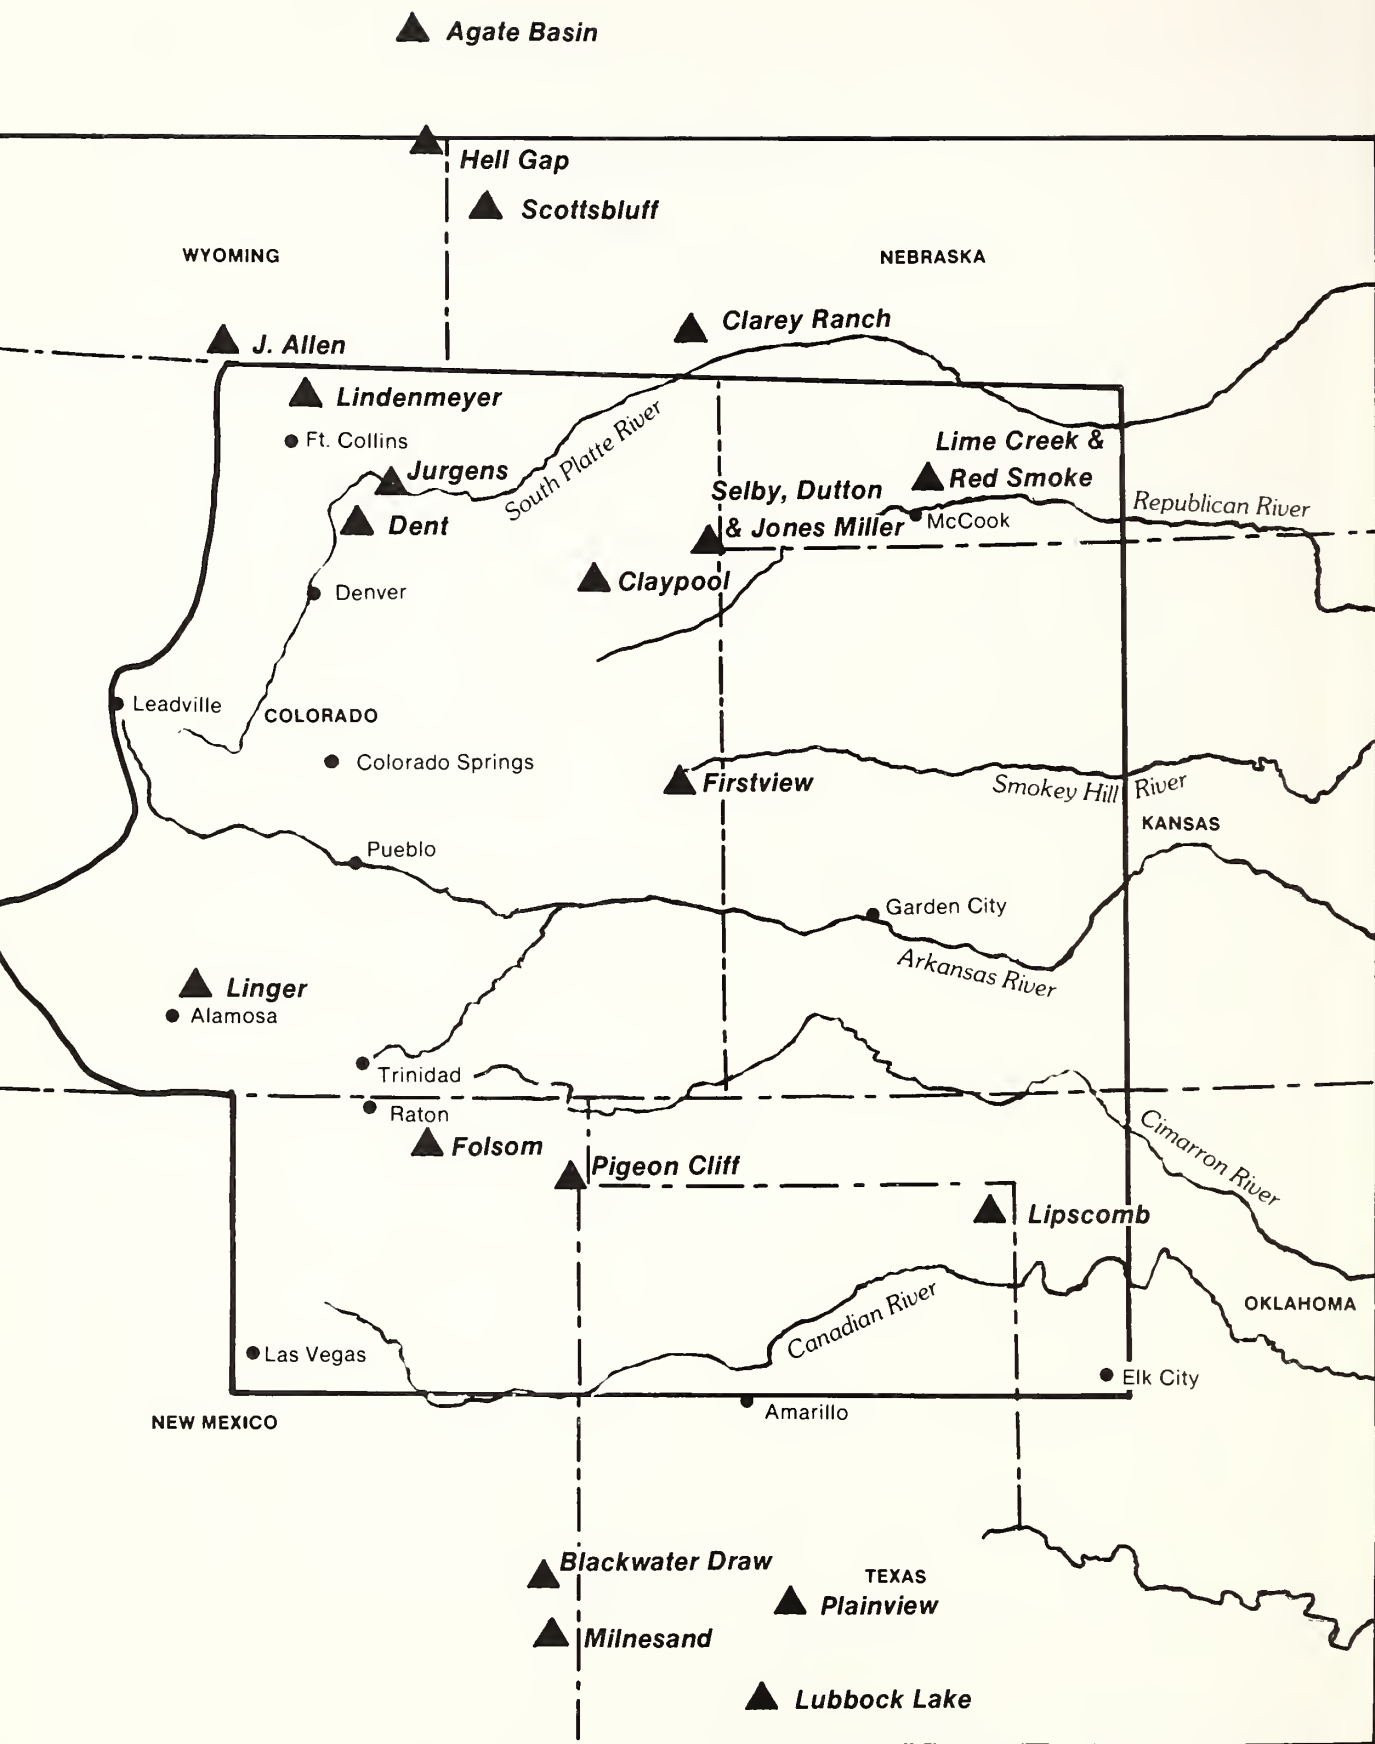 Agate Basin
Hell Gap
Scottsbluff
WYOMING
NEBRASKA
Clarey Ranch
J. Allen
Lindenmeyer
Ft. Collins
South Platte River
Lime Creek &
Red Smoke
Jurgens
Selby, Dutton
& Jones Miller
Republican River
McCook
Dent
Claypool
Denver
Leadville
COLORADO
Colorado Springs
Firstview
Smokey Hill River
KANSAS
Pueblo
Garden City
Arkansas River
Linger
Alamosa
Trinidad
Raton
Folsom
Cimarron River
Pigeon Cliff
Lipscomb
Canadian River
OKLAHOMA
Las Vegas
Elk City
Amarillo
NEW MEXICO
Blackwater Draw
TEXAS
Plainview
Milnesand
Lubbock Lake